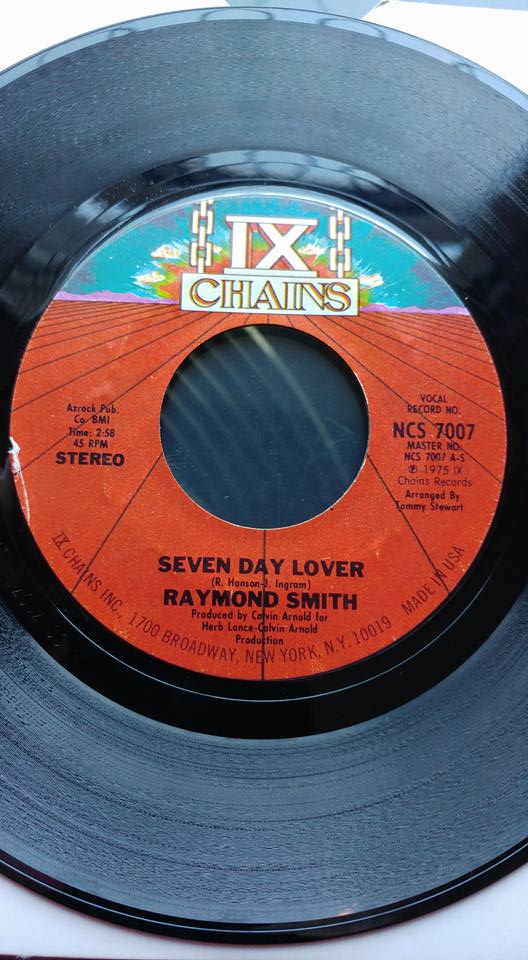 IX
CHAINS
Azrock Pub.
Co. BMI
Time: 2:58
45 RPM
STEREO
VOCAL
RECORD NO.
NCS 7007
MASTER NO.
NCS 7007 A-S
℗ 1975 IX
Chains Records
Arranged By
Tommy Stewart
SEVEN DAY LOVER
(R. Hanson-J. Ingram)
RAYMOND SMITH
Produced by Calvin Arnold for
Herb Lance-Calvin Arnold
Production
IX CHAINS INC., 1700 BROADWAY, NEW YORK, N.Y. 10019 MADE IN USA